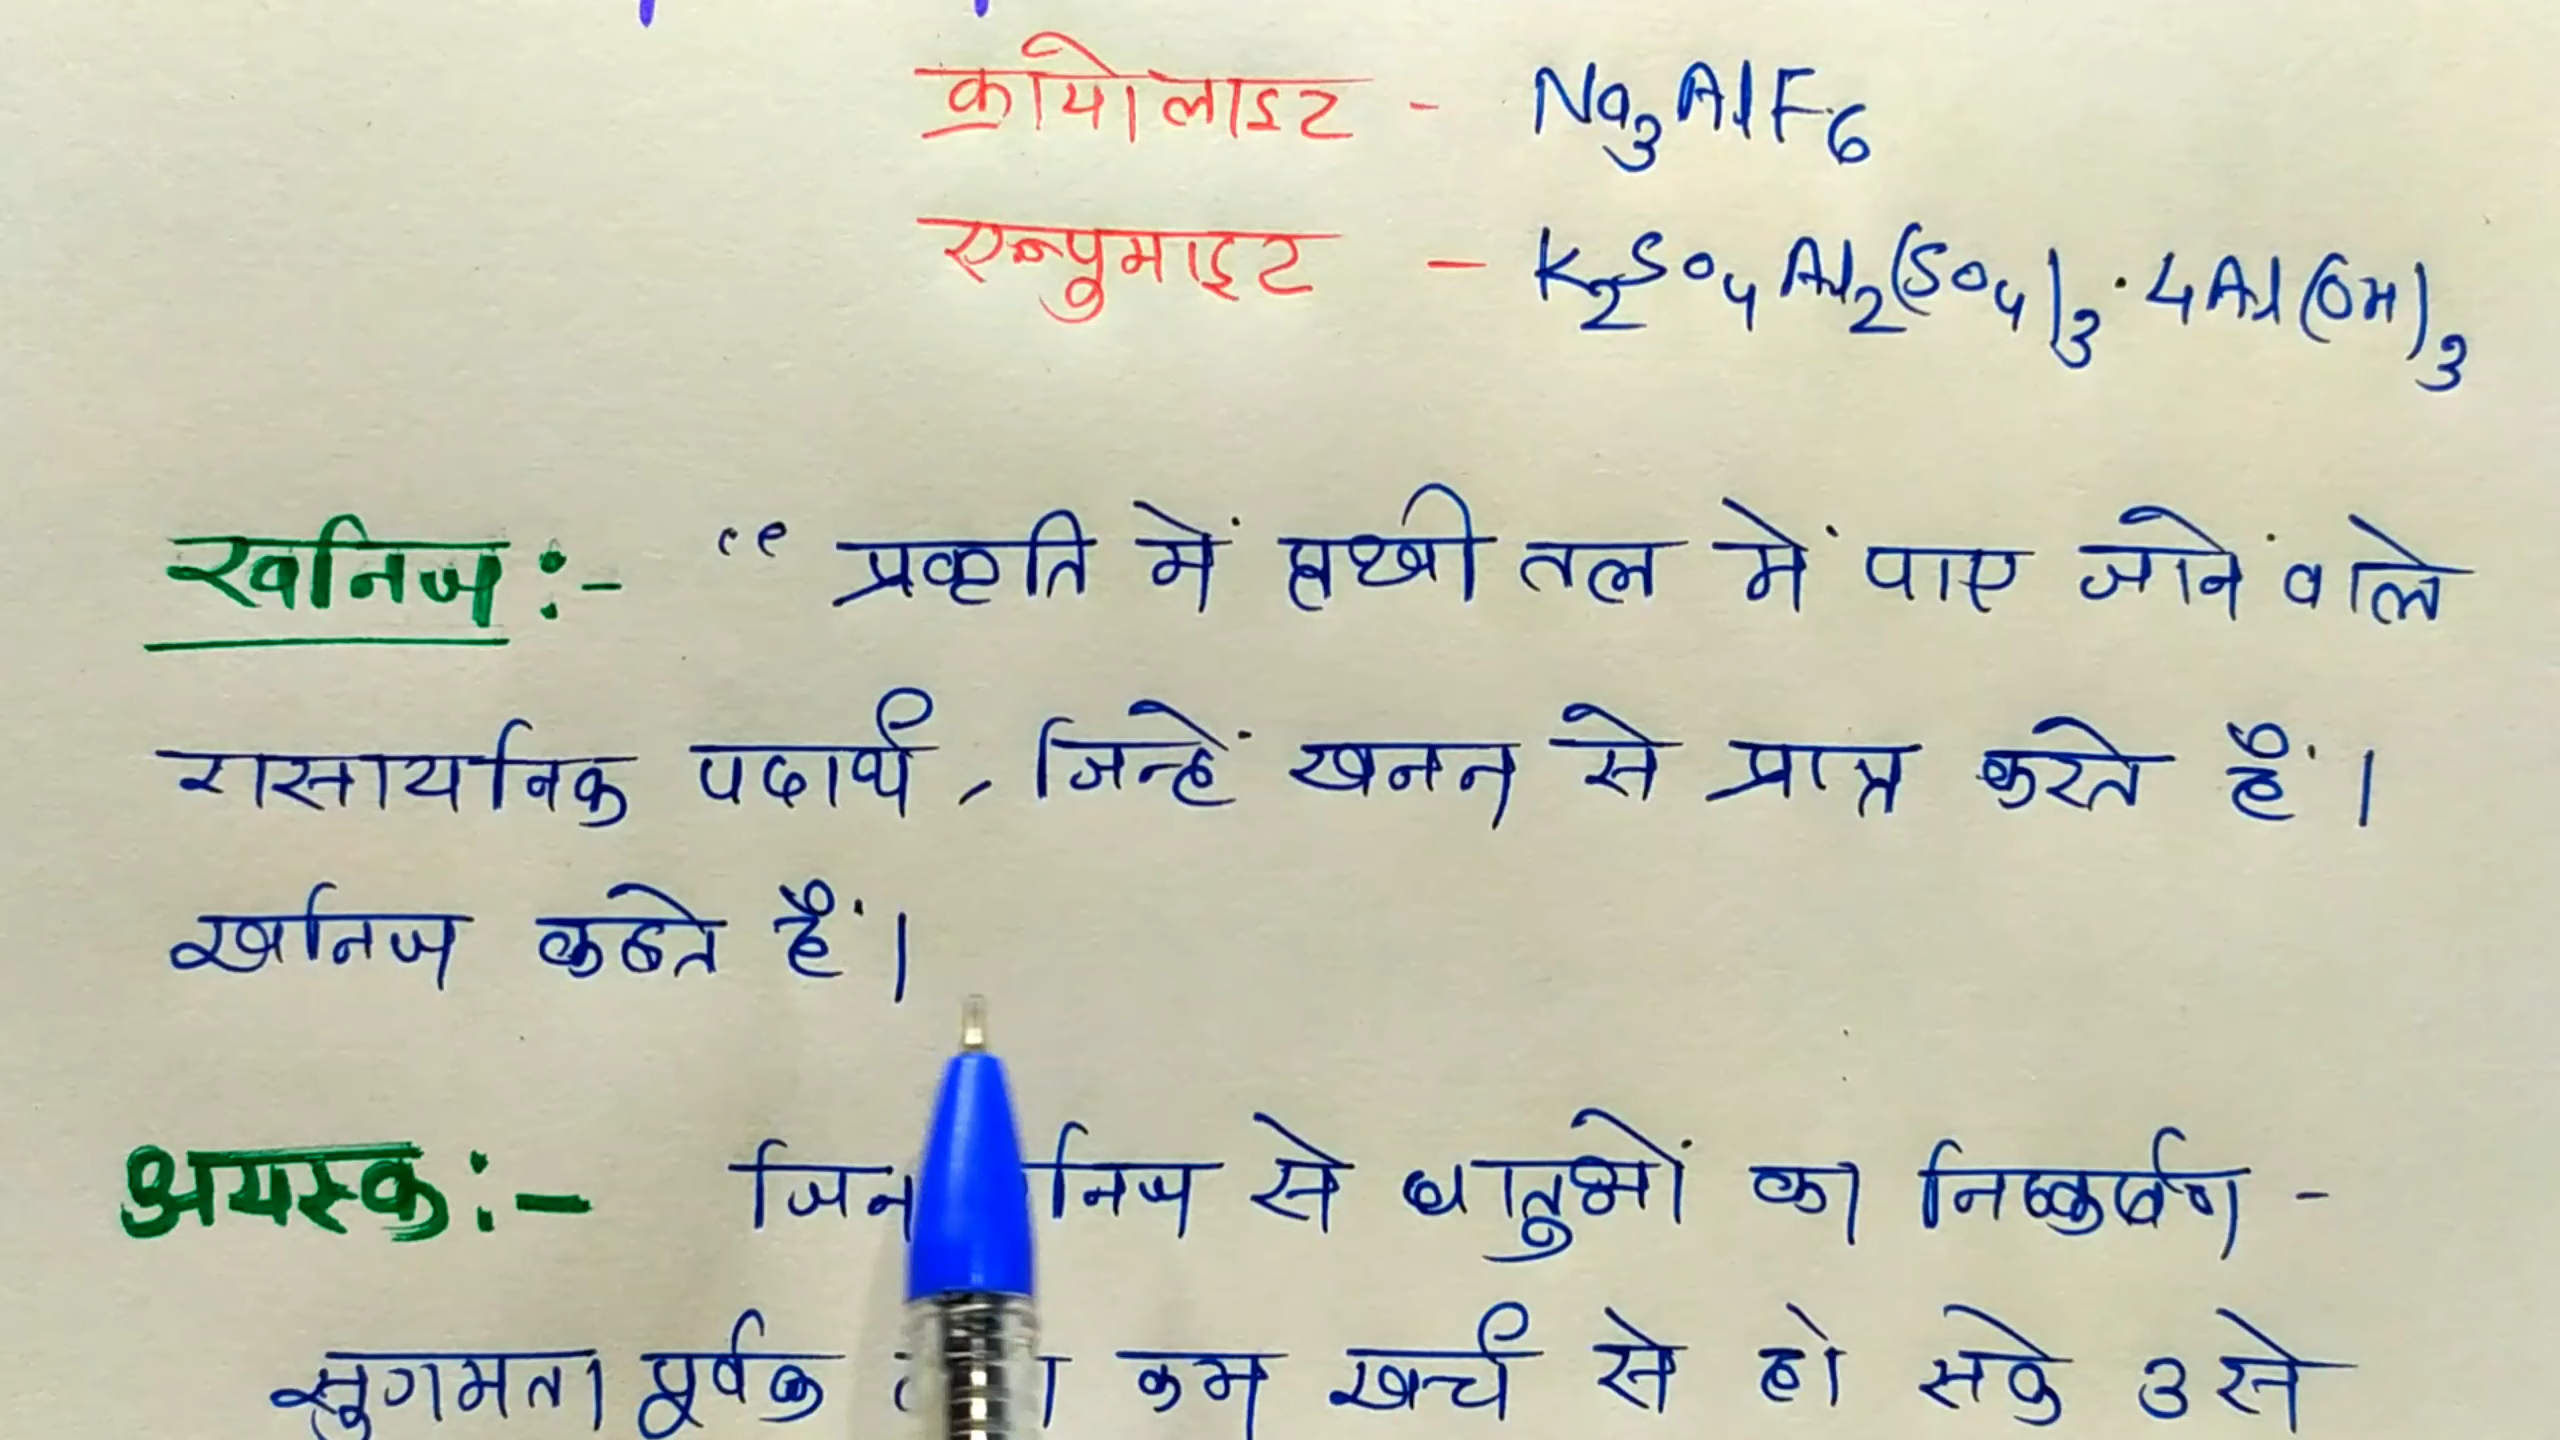 क्रायोलाइट - Na₃AlF₆
एल्युमाइट - K₂SO₄ Al₂(SO₄)₃ · 4Al(OH)₃
खनिज :- “ प्रकृति में पृथ्वी तल में पाए जाने वाले
रासायनिक पदार्थ, जिन्हें खनन से प्राप्त करते हैं।
खनिज कहते हैं।
अयस्क :- जिन निज से धातुओं का निष्कर्षण -
सुगमता पूर्वक कम खर्च से हो सके उसे